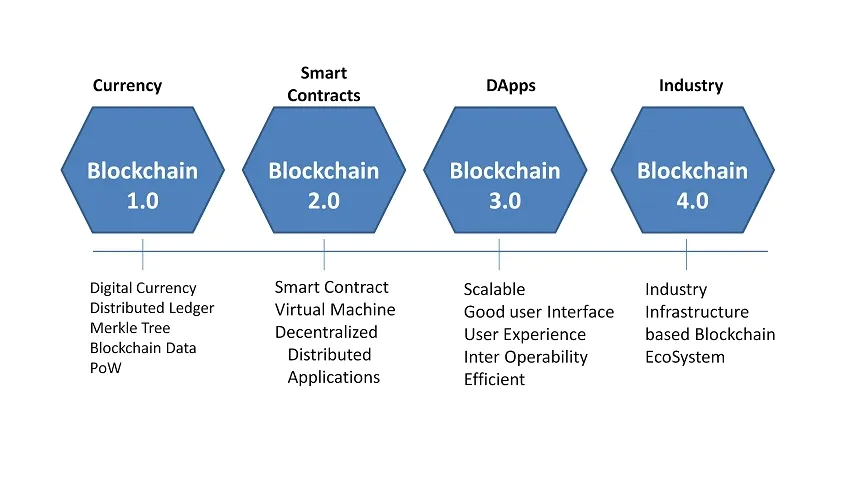 Currency
Smart
Contracts
DApps
Industry
Blockchain
1.0
Blockchain
2.0
Blockchain
3.0
Blockchain
4.0
Digital Currency
Distributed Ledger
Merkle Tree
Blockchain Data
PoW
Smart Contract
Virtual Machine
Decentralized
Distributed
Applications
Scalable
Good user Interface
User Experience
Inter Operability
Efficient
Industry
Infrastructure
based Blockchain
EcoSystem